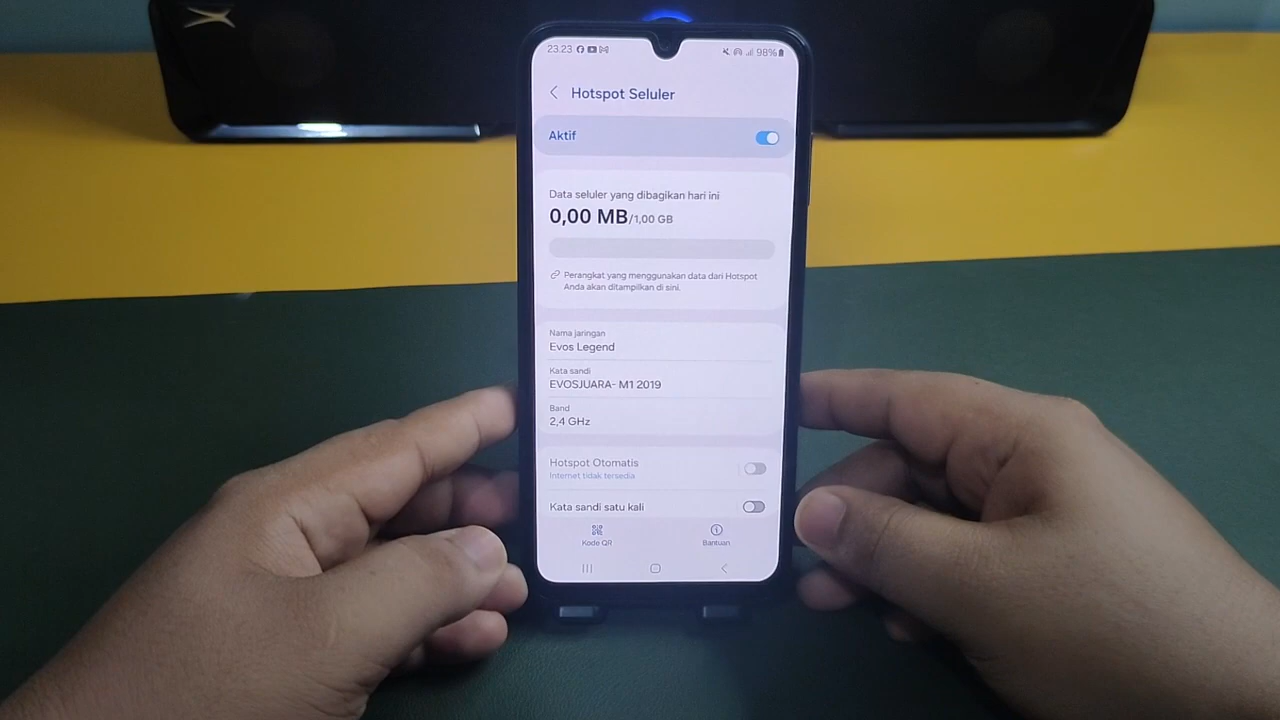 23.23
98%
Hotspot Seluler
Aktif
Data seluler yang dibagikan hari ini
0,00 MB/1,00 GB
Perangkat yang menggunakan data dari Hotspot
Anda akan ditampilkan di sini.
Nama jaringan
Evos Legend
Kata sandi
EVOSJUARA- M1 2019
Band
2,4 GHz
Hotspot Otomatis
Internet tidak tersedia
Kata sandi satu kali
Kode QR
Bantuan